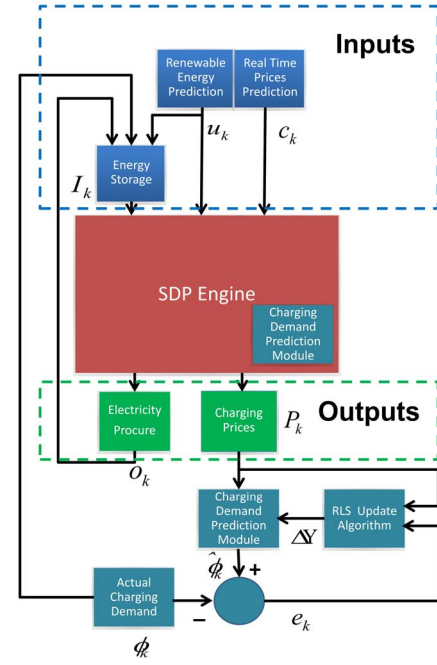 Inputs
Renewable
Energy
Prediction
Real Time
Prices
Prediction
u_k
c_k
Energy
Storage
I_k
SDP Engine
Charging
Demand
Prediction
Module
Outputs
Electricity
Procure
Charging
Prices
P_k
o_k
Charging
Demand
Prediction
Module
ΔY
RLS Update
Algorithm
ϕ̂_k
+
Actual
Charging
Demand
−
e_k
ϕ_k